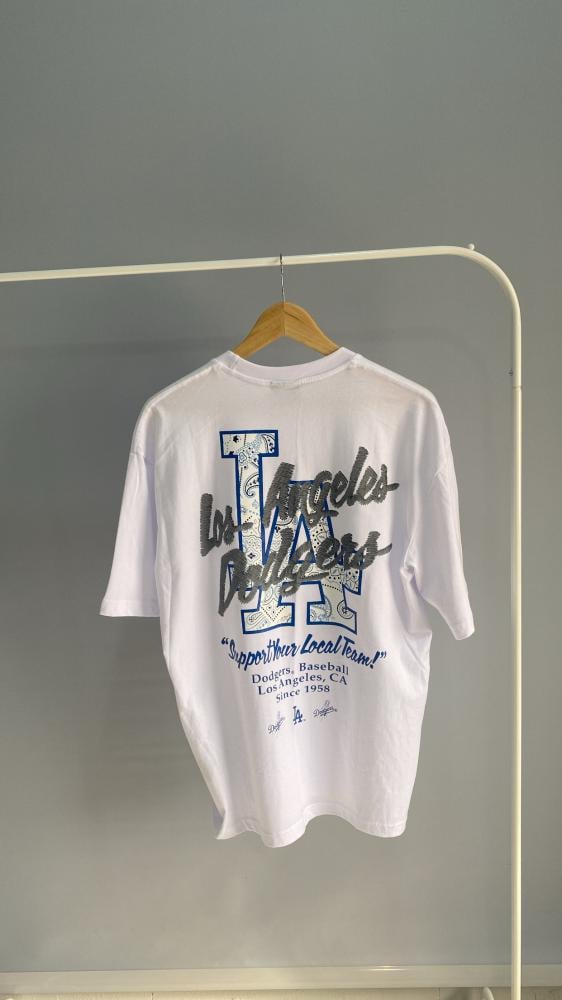 LA
Los Angeles
Dodgers
"Support Your Local Team!"
Dodgers® Baseball
Los Angeles, CA
Since 1958
Dodgers LA Dodgers